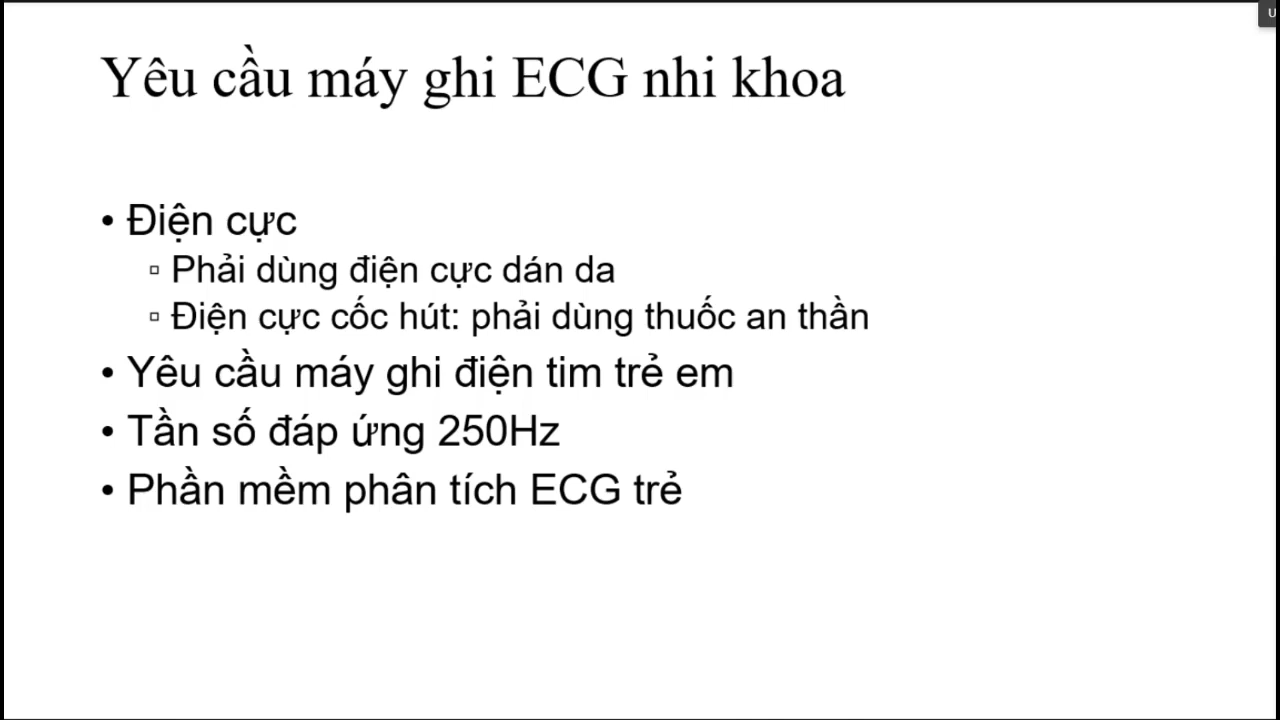 Yêu cầu máy ghi ECG nhi khoa
• Điện cực
▫ Phải dùng điện cực dán da
▫ Điện cực cốc hút: phải dùng thuốc an thần
• Yêu cầu máy ghi điện tim trẻ em
• Tần số đáp ứng 250Hz
• Phần mềm phân tích ECG trẻ